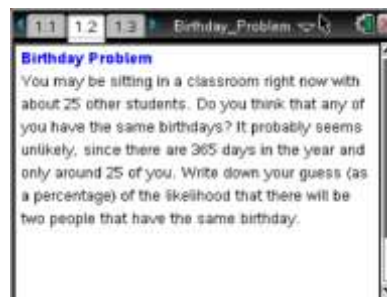 1.1 1.2 1.3 Birthday_Problem
Birthday Problem
You may be sitting in a classroom right now with
about 25 other students. Do you think that any of
you have the same birthdays? It probably seems
unlikely, since there are 365 days in the year and
only around 25 of you. Write down your guess (as
a percentage) of the likelihood that there will be
two people that have the same birthday.